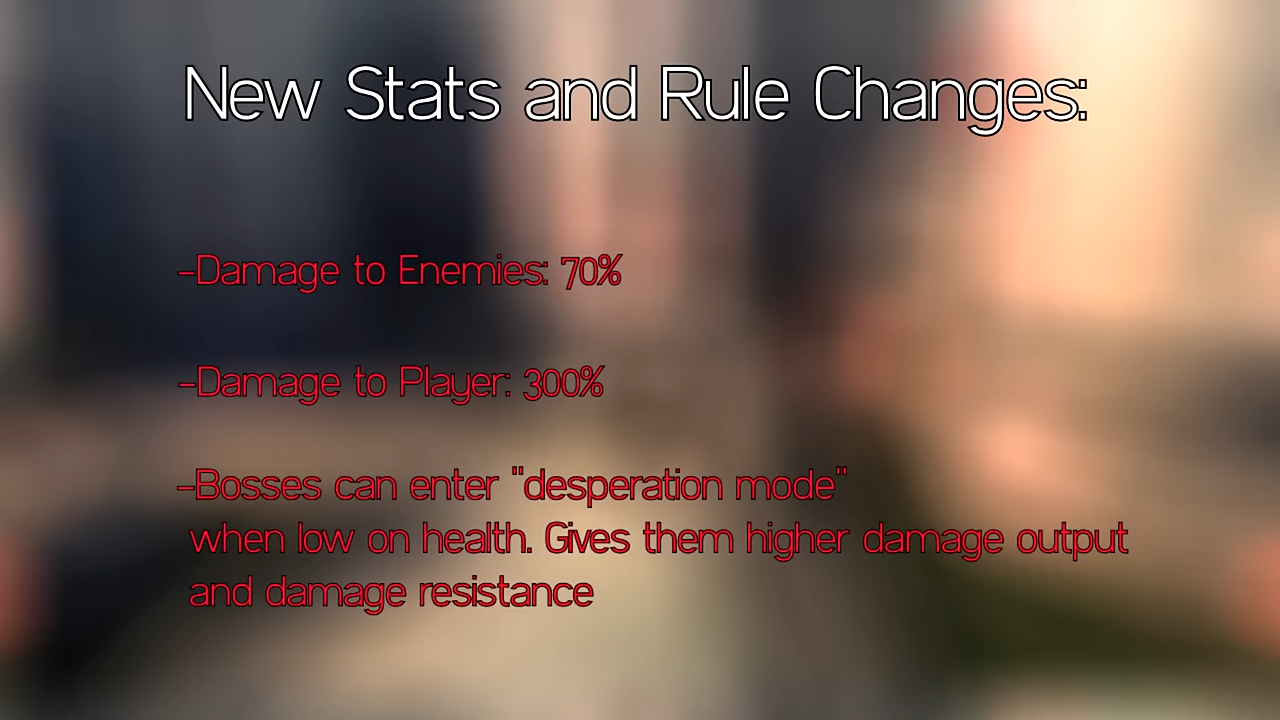 New Stats and Rule Changes:
-Damage to Enemies: 70%
-Damage to Player: 300%
-Bosses can enter "desperation mode"
when low on health. Gives them higher damage output
and damage resistance